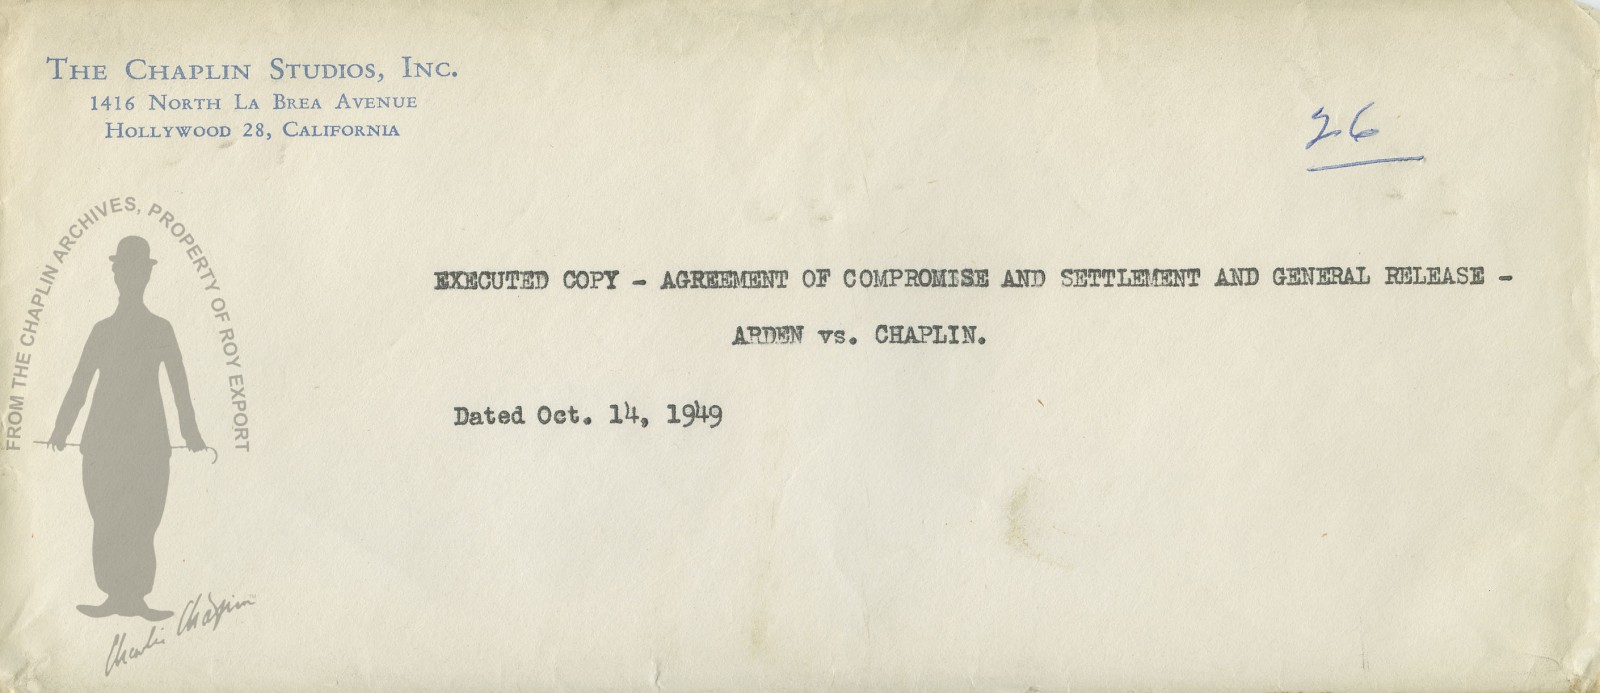 THE CHAPLIN STUDIOS, INC.
1416 NORTH LA BREA AVENUE
HOLLYWOOD 28, CALIFORNIA
26
FROM THE CHAPLIN ARCHIVES, PROPERTY OF ROY EXPORT
EXECUTED COPY - AGREEMENT OF COMPROMISE AND SETTLEMENT AND GENERAL RELEASE -
ARDEN vs. CHAPLIN.
Dated Oct. 14, 1949
Charlie Chaplin